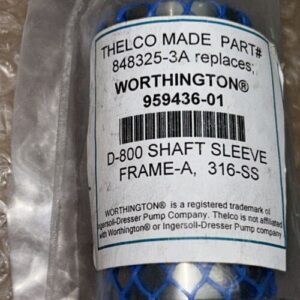 THELCO MADE PART#
848325-3A replaces:
WORTHINGTON®
959436-01
D-800 SHAFT SLEEVE
FRAME-A, 316-SS
WORTHINGTON® is a registered trademark of
Ingersoll-Dresser Pump Company. Thelco is not affiliated
with Worthington® or Ingersoll-Dresser Pump company